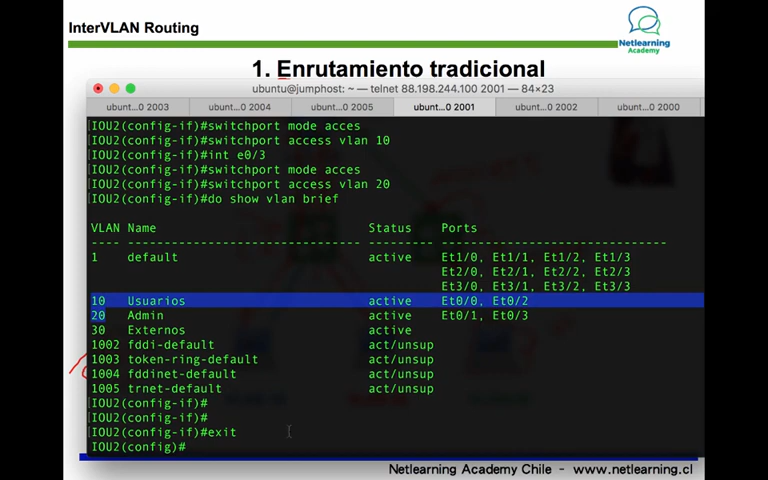 InterVLAN Routing
Netlearning
Academy
1. Enrutamiento tradicional
ubuntu@jumphost: ~ — telnet 88.198.244.100 2001 — 84×23
ubunt...0 2003 ubunt...0 2004 ubunt...0 2005 ubunt...0 2001 ubunt...0 2002 ubunt...0 2000
IOU2(config-if)#switchport mode acces
IOU2(config-if)#switchport access vlan 10
IOU2(config-if)#int e0/3
IOU2(config-if)#switchport mode acces
IOU2(config-if)#switchport access vlan 20
IOU2(config-if)#do show vlan brief
VLAN Name Status Ports
---- -------------------------------- --------- -------------------------------
1 default active Et1/0, Et1/1, Et1/2, Et1/3
Et2/0, Et2/1, Et2/2, Et2/3
Et3/0, Et3/1, Et3/2, Et3/3
10 Usuarios active Et0/0, Et0/2
20 Admin active Et0/1, Et0/3
30 Externos active
1002 fddi-default act/unsup
1003 token-ring-default act/unsup
1004 fddinet-default act/unsup
1005 trnet-default act/unsup
IOU2(config-if)#
IOU2(config-if)#
IOU2(config-if)#exit
IOU2(config)#
Netlearning Academy Chile - www.netlearning.cl